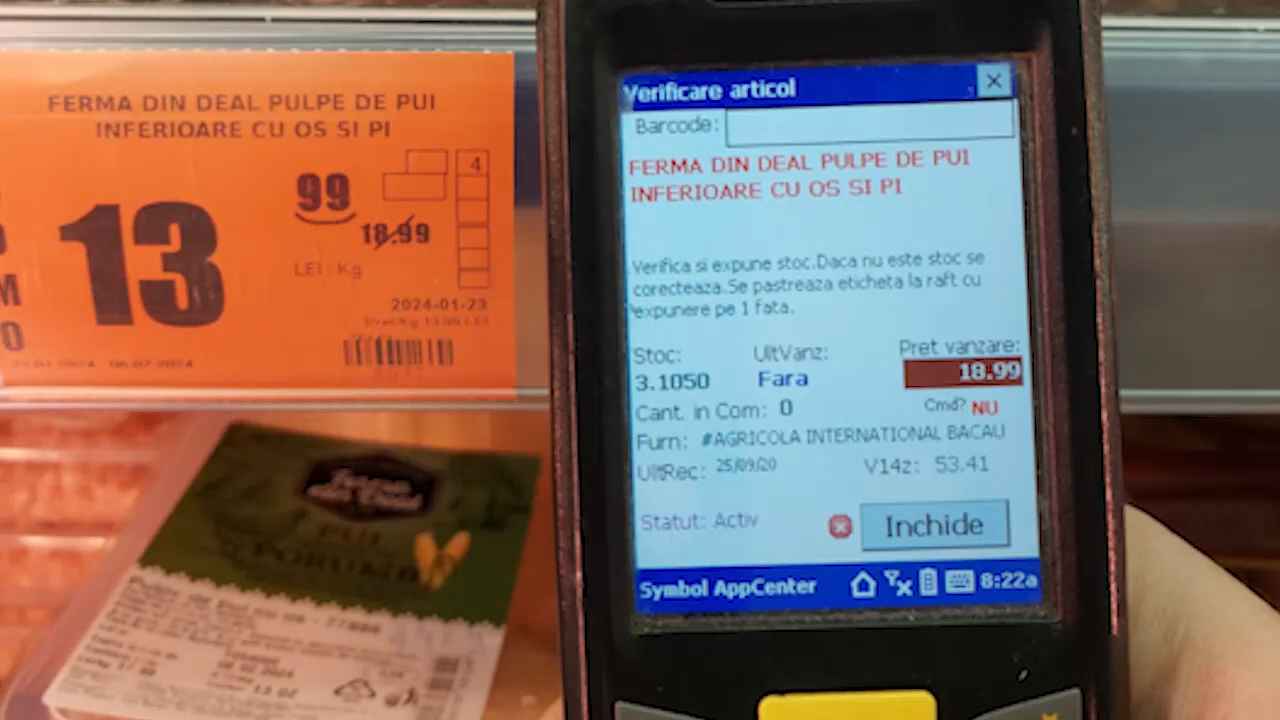 FERMA DIN DEAL PULPE DE PUI
INFERIOARE CU OS SI PI
13
99
18.99
4
LEI / Kg
2024-01-23
Verificare articol
Barcode:
FERMA DIN DEAL PULPE DE PUI
INFERIOARE CU OS SI PI
Verifica si expune stoc.Daca nu este stoc se
corecteaza.Se pastreaza eticheta la raft cu
expunere pe 1 fata.
Stoc: UltVanz: Pret vanzare:
3.1050 Fara 18.99
Cant. in Com: 0 Cmd? NU
Furn: #AGRICOLA INTERNATIONAL BACAU
UltRec: 25/09/20 V14z: 53.41
Statut: Activ Inchide
Symbol AppCenter 8:22a
PUI
PORUMB